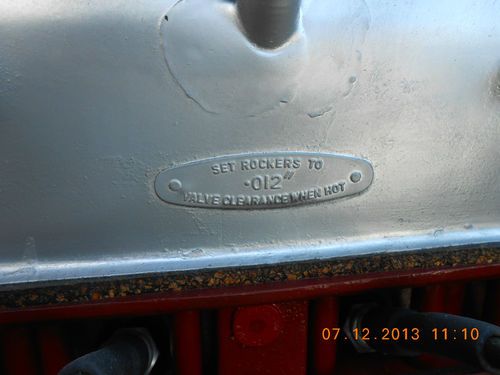 SET ROCKERS TO
·012"
VALVE CLEARANCE WHEN HOT
07.12.2013 11:10